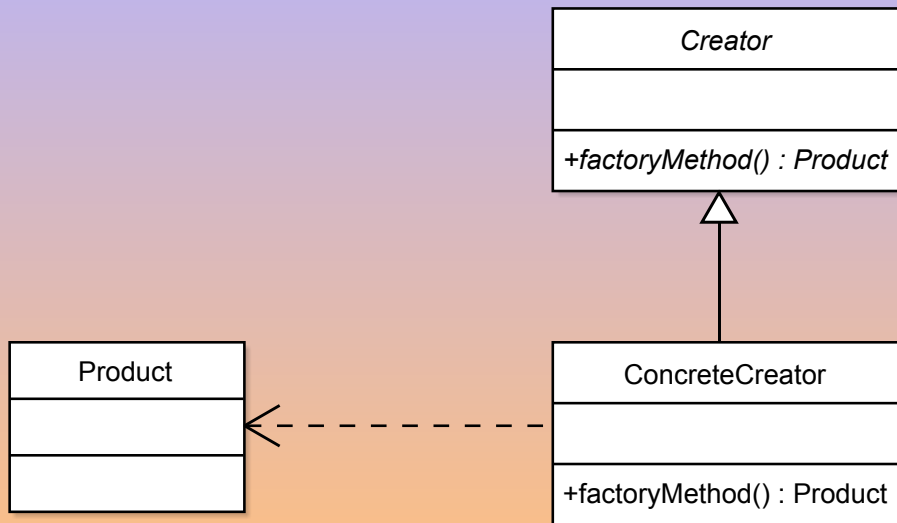 Creator
+factoryMethod() : Product
Product
ConcreteCreator
+factoryMethod() : Product